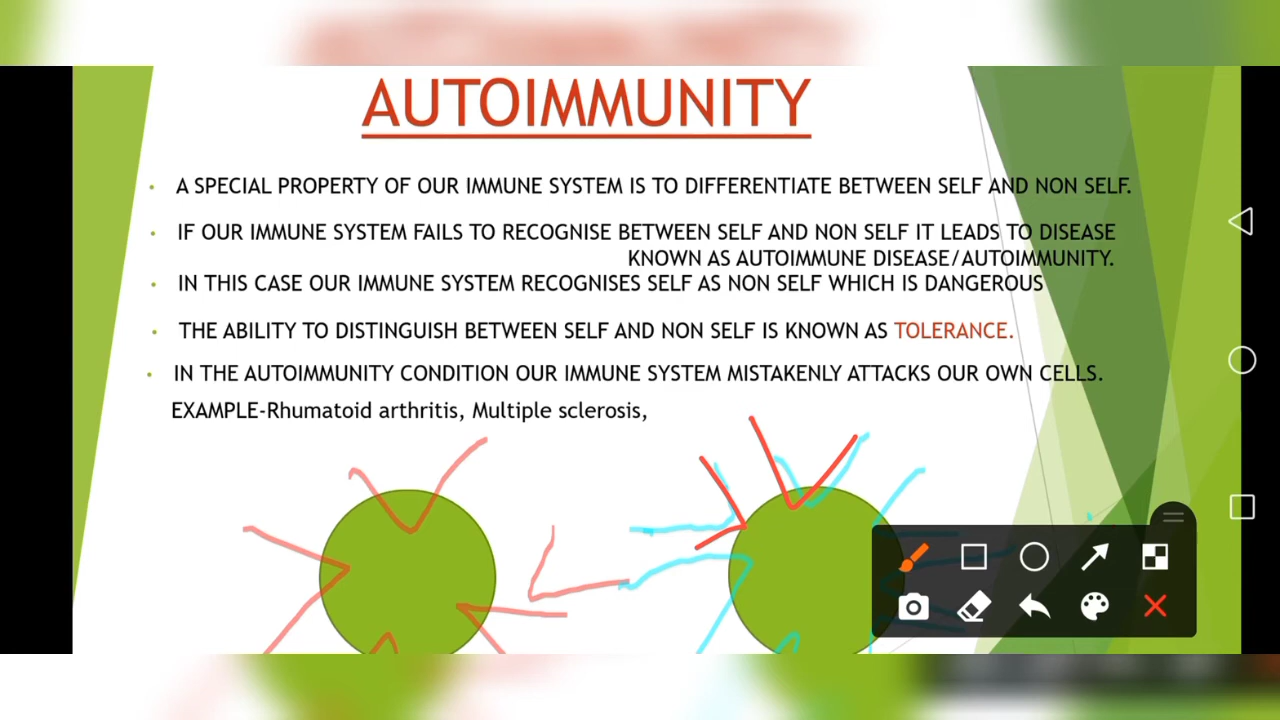 AUTOIMMUNITY
• A SPECIAL PROPERTY OF OUR IMMUNE SYSTEM IS TO DIFFERENTIATE BETWEEN SELF AND NON SELF.
• IF OUR IMMUNE SYSTEM FAILS TO RECOGNISE BETWEEN SELF AND NON SELF IT LEADS TO DISEASE
KNOWN AS AUTOIMMUNE DISEASE/AUTOIMMUNITY.
• IN THIS CASE OUR IMMUNE SYSTEM RECOGNISES SELF AS NON SELF WHICH IS DANGEROUS
• THE ABILITY TO DISTINGUISH BETWEEN SELF AND NON SELF IS KNOWN AS TOLERANCE.
• IN THE AUTOIMMUNITY CONDITION OUR IMMUNE SYSTEM MISTAKENLY ATTACKS OUR OWN CELLS.
EXAMPLE-Rhumatoid arthritis, Multiple sclerosis,